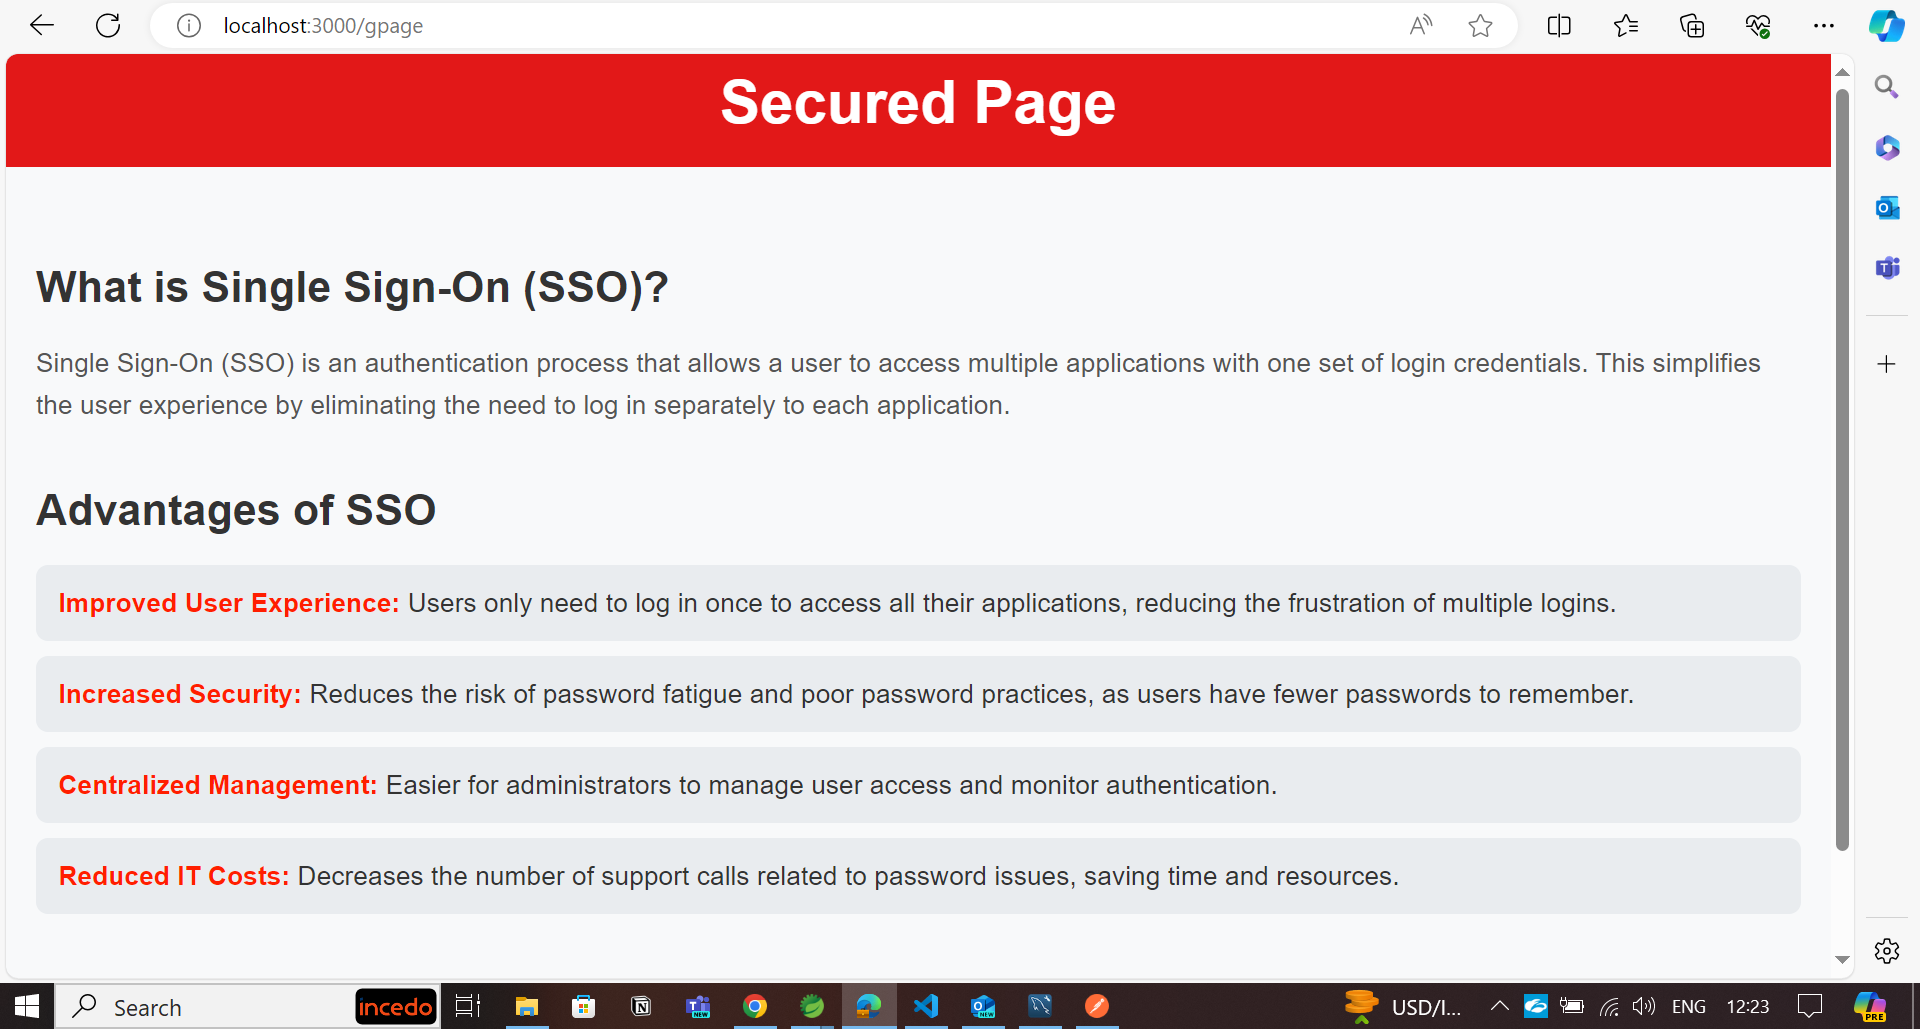 localhost:3000/gpage
Secured Page
What is Single Sign-On (SSO)?
Single Sign-On (SSO) is an authentication process that allows a user to access multiple applications with one set of login credentials. This simplifies
the user experience by eliminating the need to log in separately to each application.
Advantages of SSO
Improved User Experience: Users only need to log in once to access all their applications, reducing the frustration of multiple logins.
Increased Security: Reduces the risk of password fatigue and poor password practices, as users have fewer passwords to remember.
Centralized Management: Easier for administrators to manage user access and monitor authentication.
Reduced IT Costs: Decreases the number of support calls related to password issues, saving time and resources.
Search incedo NEW NEW USD/I... ENG 12:23 PRE